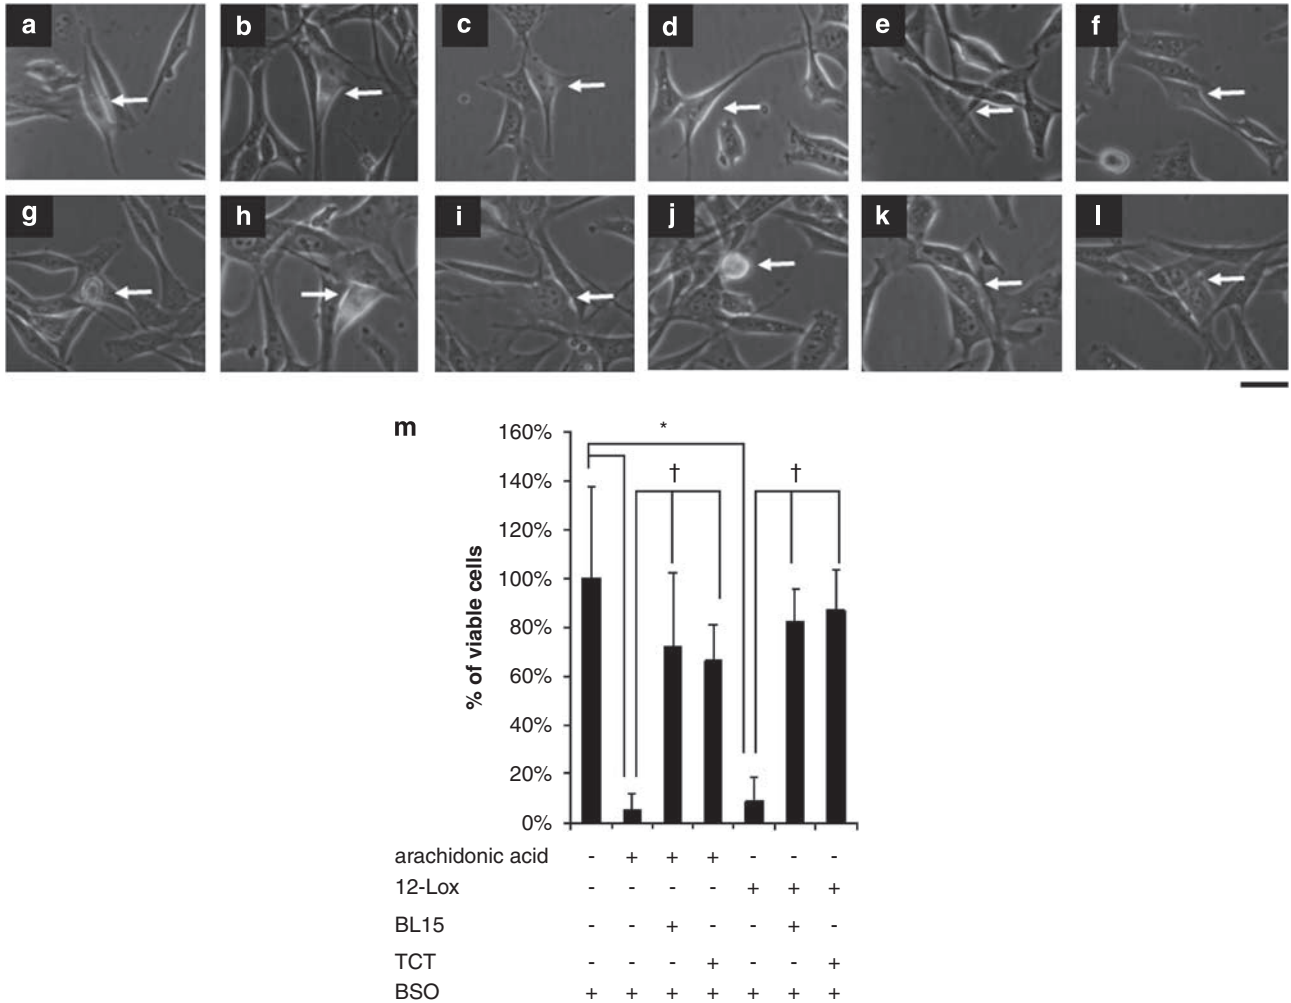 a b c d e f
g h i j k l
m
% of viable cells
160%
140%
120%
100%
80%
60%
40%
20%
0%
*
† †
arachidonic acid - + + + - - -
12-Lox - - - - + + +
BL15 - - + - - + -
TCT - - - + - - +
BSO + + + + + + +